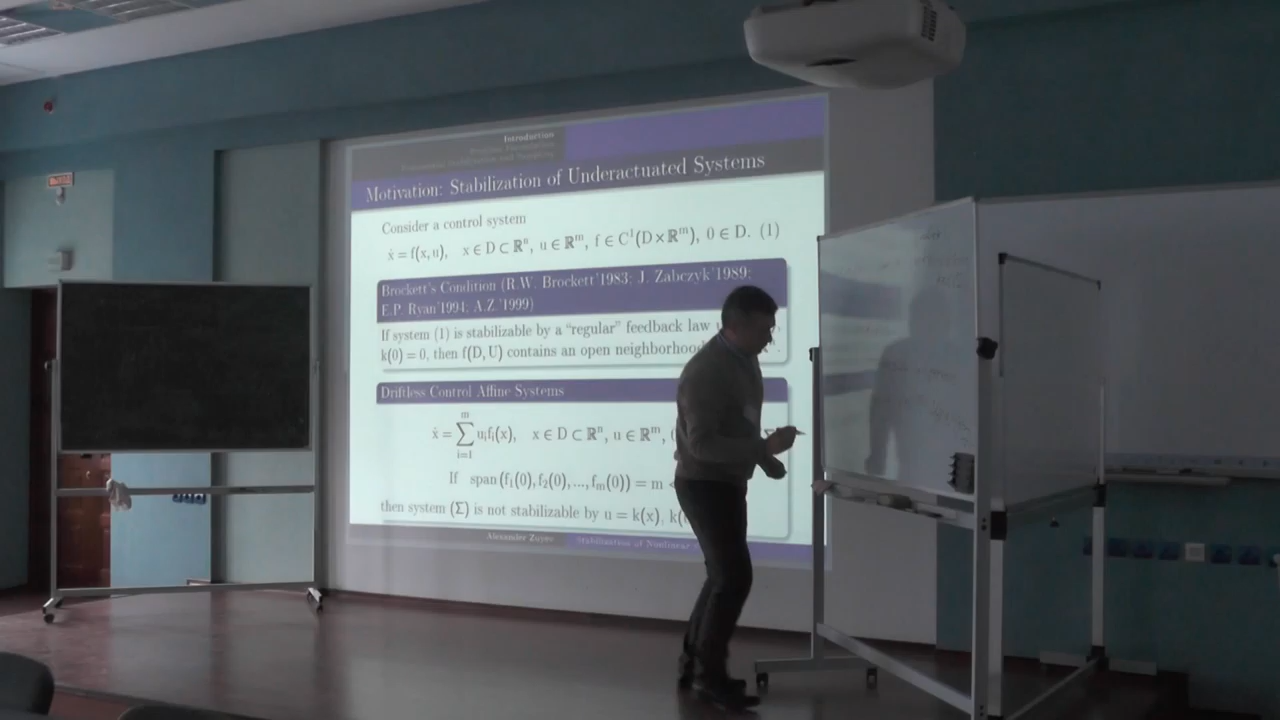 Introduction
Motivation: Stabilization of Underactuated Systems
Consider a control system
ẋ = f(x,u), x ∈ D ⊂ ℝⁿ, u ∈ ℝᵐ, f ∈ C¹(D×ℝᵐ), 0 ∈ D. (1)
Brockett's Condition (R.W. Brockett'1983; J. Zabczyk'1989;
E.P. Ryan'1994; A.Z.'1999)
If system (1) is stabilizable by a “regular” feedback law
k(0) = 0, then f(D, U) contains an open
Driftless Control Affine Systems
ẋ = ∑ᵢ₌₁ᵐ uᵢfᵢ(x), x ∈ D ⊂ ℝⁿ, u ∈ ℝᵐ,
If span(f₁(0), f₂(0), ..., fₘ(0)) = m
then system (Σ) is not stabilizable by u = k(x),
Alexander Zuyev Stabilization of Nonlinear